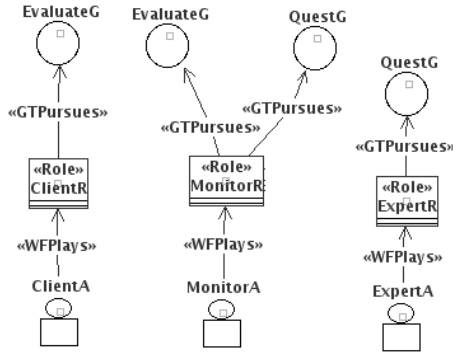 EvaluateG
«GTPursues»
«Role»
ClientR
«WFPlays»
ClientA
EvaluateG
QuestG
«GTPursues»
«GTPursues»
«Role»
MonitorR
«WFPlays»
MonitorA
QuestG
«GTPursues»
«Role»
ExpertR
«WFPlays»
ExpertA